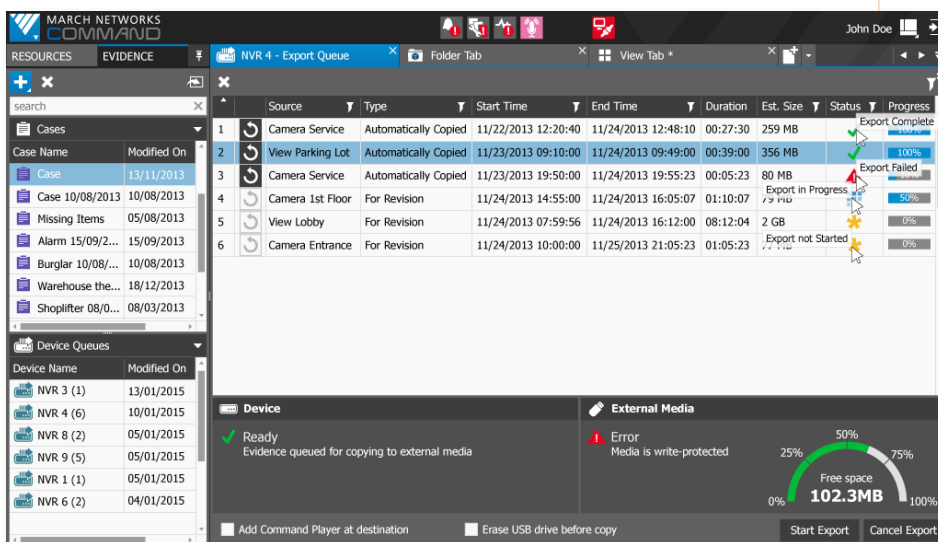 MARCH NETWORKS
COMMAND
John Doe
RESOURCES EVIDENCE
NVR 4 - Export Queue
Folder Tab
View Tab *
search
Cases
Case Name Modified On
Case 13/11/2013
Case 10/08/2013 10/08/2013
Missing Items 05/08/2013
Alarm 15/09/2... 15/09/2013
Burglar 10/08/... 10/08/2013
Warehouse the... 18/12/2013
Shoplifter 08/0... 08/03/2013
Device Queues
Device Name Modified On
NVR 3 (1) 13/01/2015
NVR 4 (6) 10/01/2015
NVR 8 (2) 05/01/2015
NVR 9 (5) 05/01/2015
NVR 1 (1) 05/01/2015
NVR 6 (2) 04/01/2015
Source Type Start Time End Time Duration Est. Size Status Progress
Export Complete
1 Camera Service Automatically Copied 11/22/2013 12:20:40 11/24/2013 12:48:10 00:27:30 259 MB 100%
2 View Parking Lot Automatically Copied 11/23/2013 09:10:00 11/24/2013 09:49:00 00:39:00 356 MB 100%
Export Failed
3 Camera Service Automatically Copied 11/23/2013 19:50:00 11/24/2013 19:55:23 00:05:23 80 MB
Export in Progress
4 Camera 1st Floor For Revision 11/24/2013 14:55:00 11/24/2013 16:05:07 01:10:07 79 MB 50%
5 View Lobby For Revision 11/24/2013 07:59:56 11/24/2013 16:12:00 08:12:04 2 GB 0%
Export not Started
6 Camera Entrance For Revision 11/24/2013 10:00:00 11/25/2013 21:05:23 01:05:23 0%
Device
Ready
Evidence queued for copying to external media
External Media
Error
Media is write-protected
0%
25%
50%
75%
100%
Free space
102.3MB
Add Command Player at destination
Erase USB drive before copy
Start Export
Cancel Export